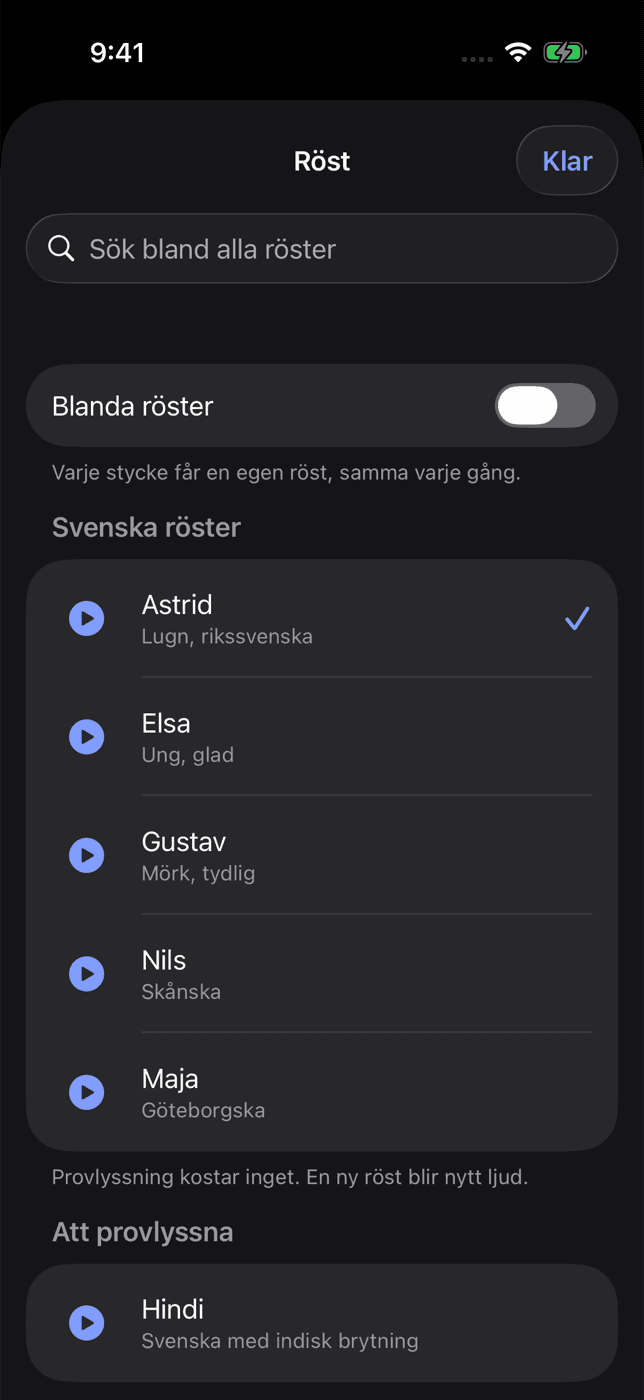 9:41
Röst
Klar
Sök bland alla röster
Blanda röster
Varje stycke får en egen röst, samma varje gång.
Svenska röster
Astrid
Lugn, rikssvenska
Elsa
Ung, glad
Gustav
Mörk, tydlig
Nils
Skånska
Maja
Göteborgska
Provlyssning kostar inget. En ny röst blir nytt ljud.
Att provlyssna
Hindi
Svenska med indisk brytning